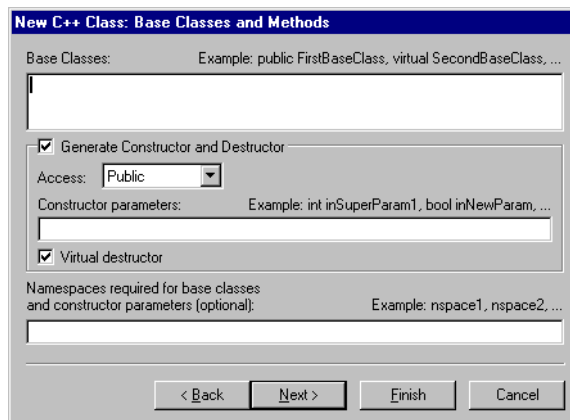 New C++ Class: Base Classes and Methods
Base Classes: Example: public FirstBaseClass, virtual SecondBaseClass, ...
Generate Constructor and Destructor
Access: Public
Constructor parameters: Example: int inSuperParam1, bool inNewParam, ...
Virtual destructor
Namespaces required for base classes
and constructor parameters (optional): Example: nspace1, nspace2, ...
< Back Next > Finish Cancel